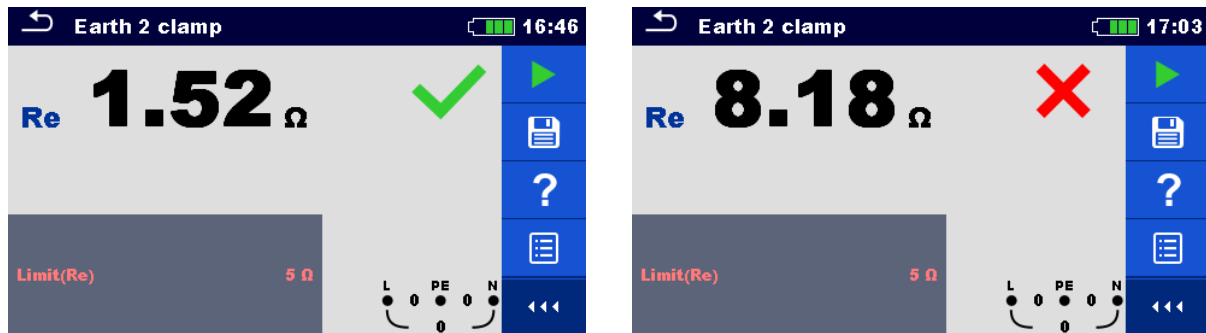 Earth 2 clamp 16:46
Re 1.52 Ω
?
Limit(Re) 5 Ω
L PE N
0 0
0
Earth 2 clamp 17:03
Re 8.18 Ω
?
Limit(Re) 5 Ω
L PE N
0 0
0